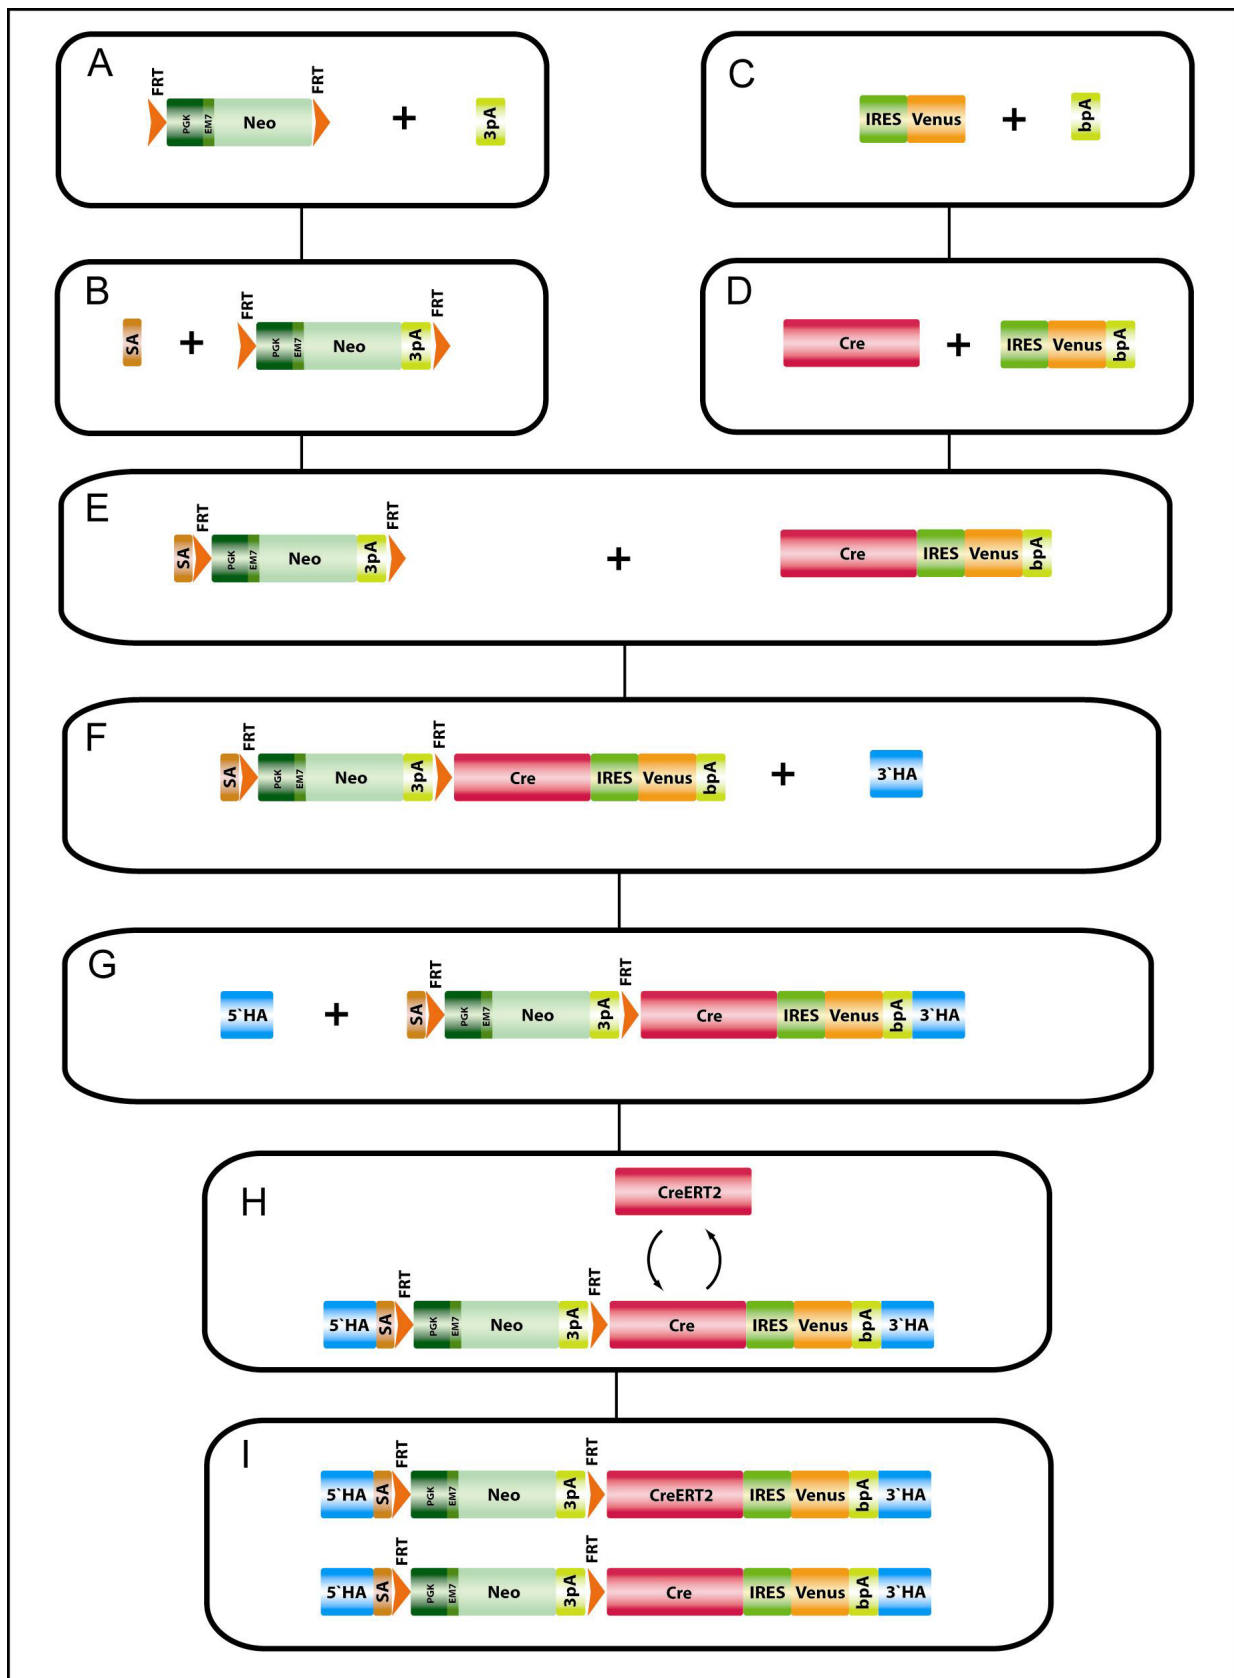 A
FRT
PGK
EM7
Neo
FRT
+
3pA
C
IRES Venus
+
bpA
B
SA
+
FRT
PGK
EM7
Neo
3pA
FRT
D
Cre
+
IRES Venus bpA
E
SA
FRT
PGK
EM7
Neo
3pA
FRT
+
Cre IRES Venus bpA
F
SA
FRT
PGK
EM7
Neo
3pA
FRT
Cre IRES Venus bpA
+
3`HA
G
5`HA
+
SA
FRT
PGK
EM7
Neo
3pA
FRT
Cre IRES Venus bpA 3`HA
H
CreERT2
5`HA SA
FRT
PGK
EM7
Neo
3pA
FRT
Cre IRES Venus bpA 3`HA
I
5`HA SA
FRT
PGK
EM7
Neo
3pA
FRT
CreERT2 IRES Venus bpA 3`HA
5`HA SA
FRT
PGK
EM7
Neo
3pA
FRT
Cre IRES Venus bpA 3`HA